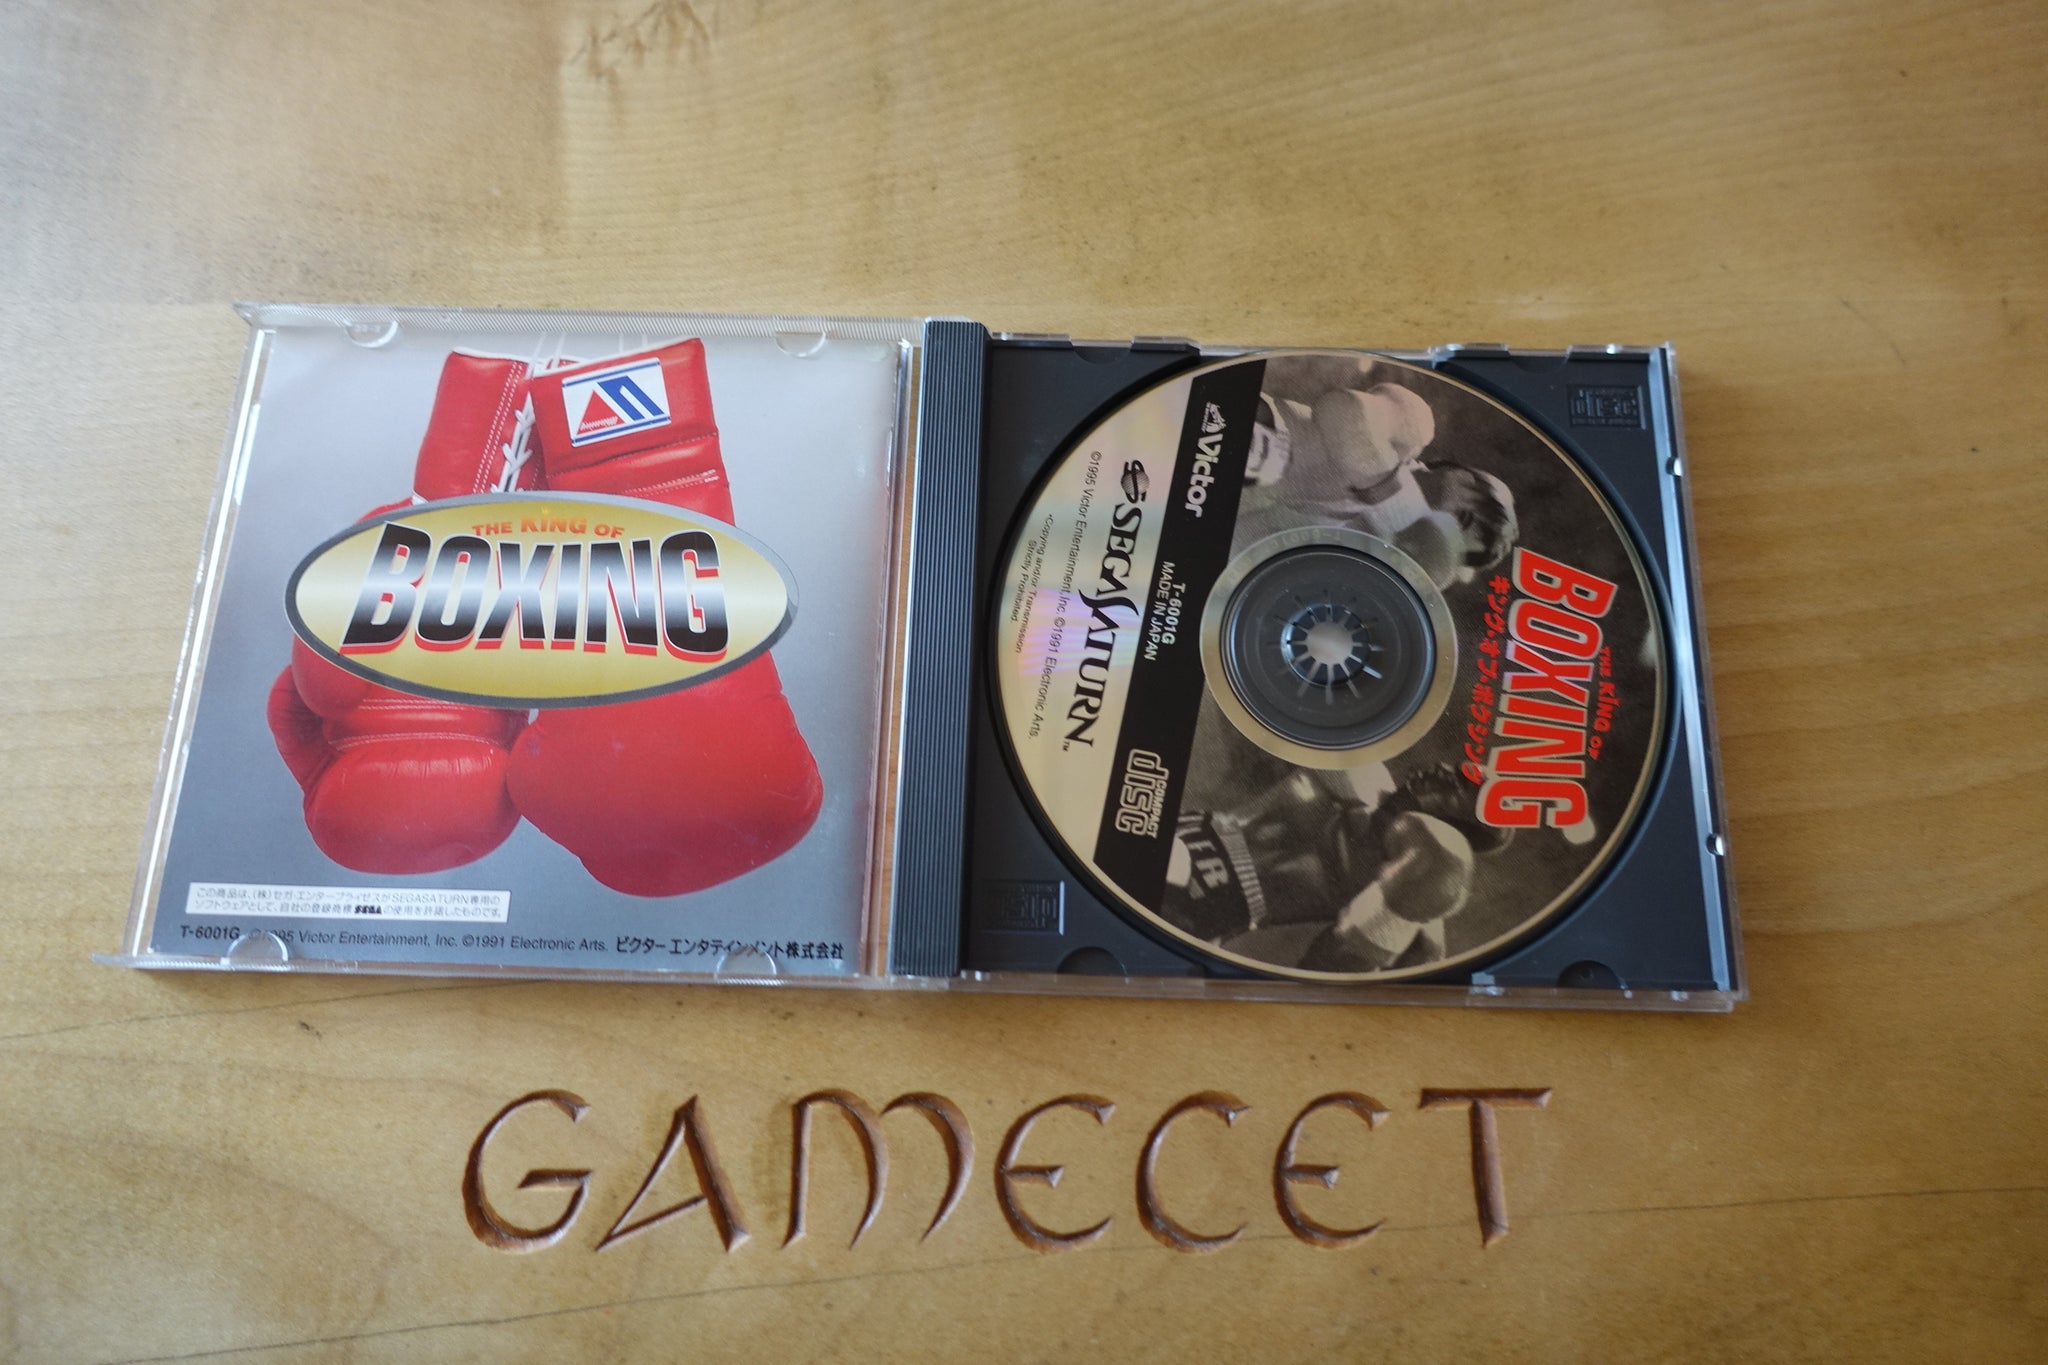 THE KING OF
BOXING
この商品は、(株)セガ・エンタープライゼスがSEGASATURN専用の
ソフトウェアとして、自社の登録商標SEGAの使用を許諾したものです。
T-6001G ©1995 Victor Entertainment, Inc. ©1991 Electronic Arts. ビクターエンタテインメント株式会社
THE KING OF
BOXING
キング・オブ・ボクシング
Victor
T-6001G
MADE IN JAPAN
COMPACT
disc
SEGASATURN™
©1995 Victor Entertainment, Inc. ©1991 Electronic Arts.
*Copying and/or Transmission
Strictly Prohibited.
GAMECET